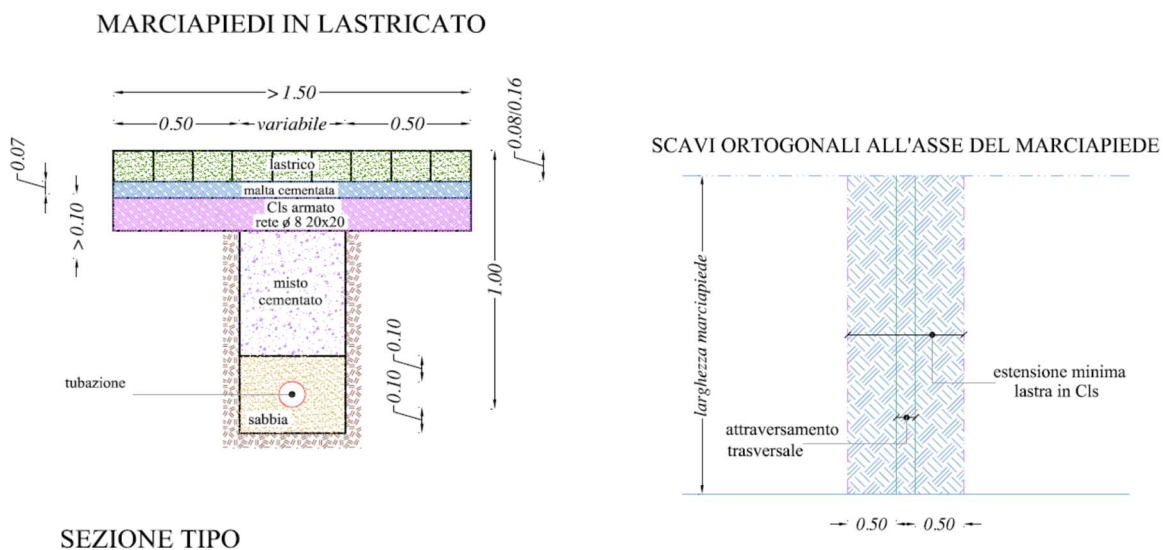 MARCIAPIEDI IN LASTRICATO
> 1.50
0.50
variabile
0.50
0.08/0.16
0.07
> 0.10
lastrico
malta cementata
Cls armato
rete ø 8 20x20
1.00
misto
cementato
0.10
0.10
tubazione
sabbia
SEZIONE TIPO
SCAVI ORTOGONALI ALL'ASSE DEL MARCIAPIEDE
larghezza marciapiede
estensione minima
lastra in Cls
attraversamento
trasversale
0.50
0.50